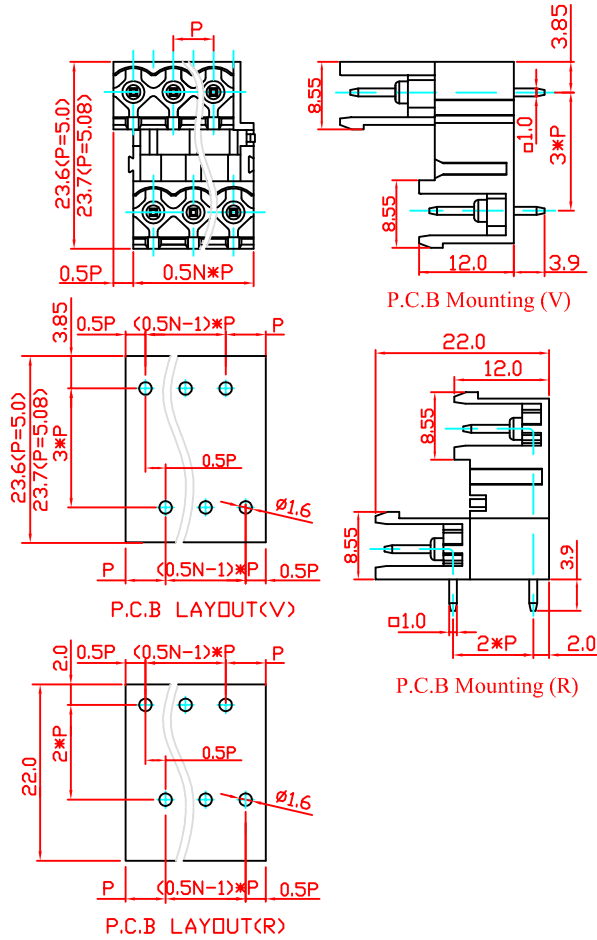 P
23.6(P=5.0)
23.7(P=5.08)
0.5P
0.5N*P
3.85
8.55
□1.0
3*P
8.55
12.0
3.9
P.C.B Mounting (V)
3.85
0.5P
(0.5N-1)*P
P
23.6(P=5.0)
23.7(P=5.08)
3*P
0.5P
Ø1.6
P
(0.5N-1)*P
0.5P
P.C.B LAYOUT(V)
22.0
12.0
8.55
8.55
3.9
□1.0
2*P
2.0
P.C.B Mounting (R)
2.0
0.5P
(0.5N-1)*P
P
22.0
2*P
0.5P
Ø1.6
P
(0.5N-1)*P
0.5P
P.C.B LAYOUT(R)